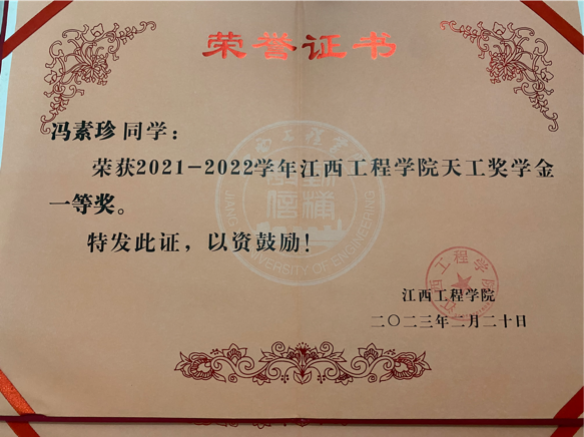 荣誉证书
冯素珍同学：
荣获2021-2022学年江西工程学院天工奖学金
一等奖。
特发此证，以资鼓励！
江西工程学院
二〇二三年二月二十日